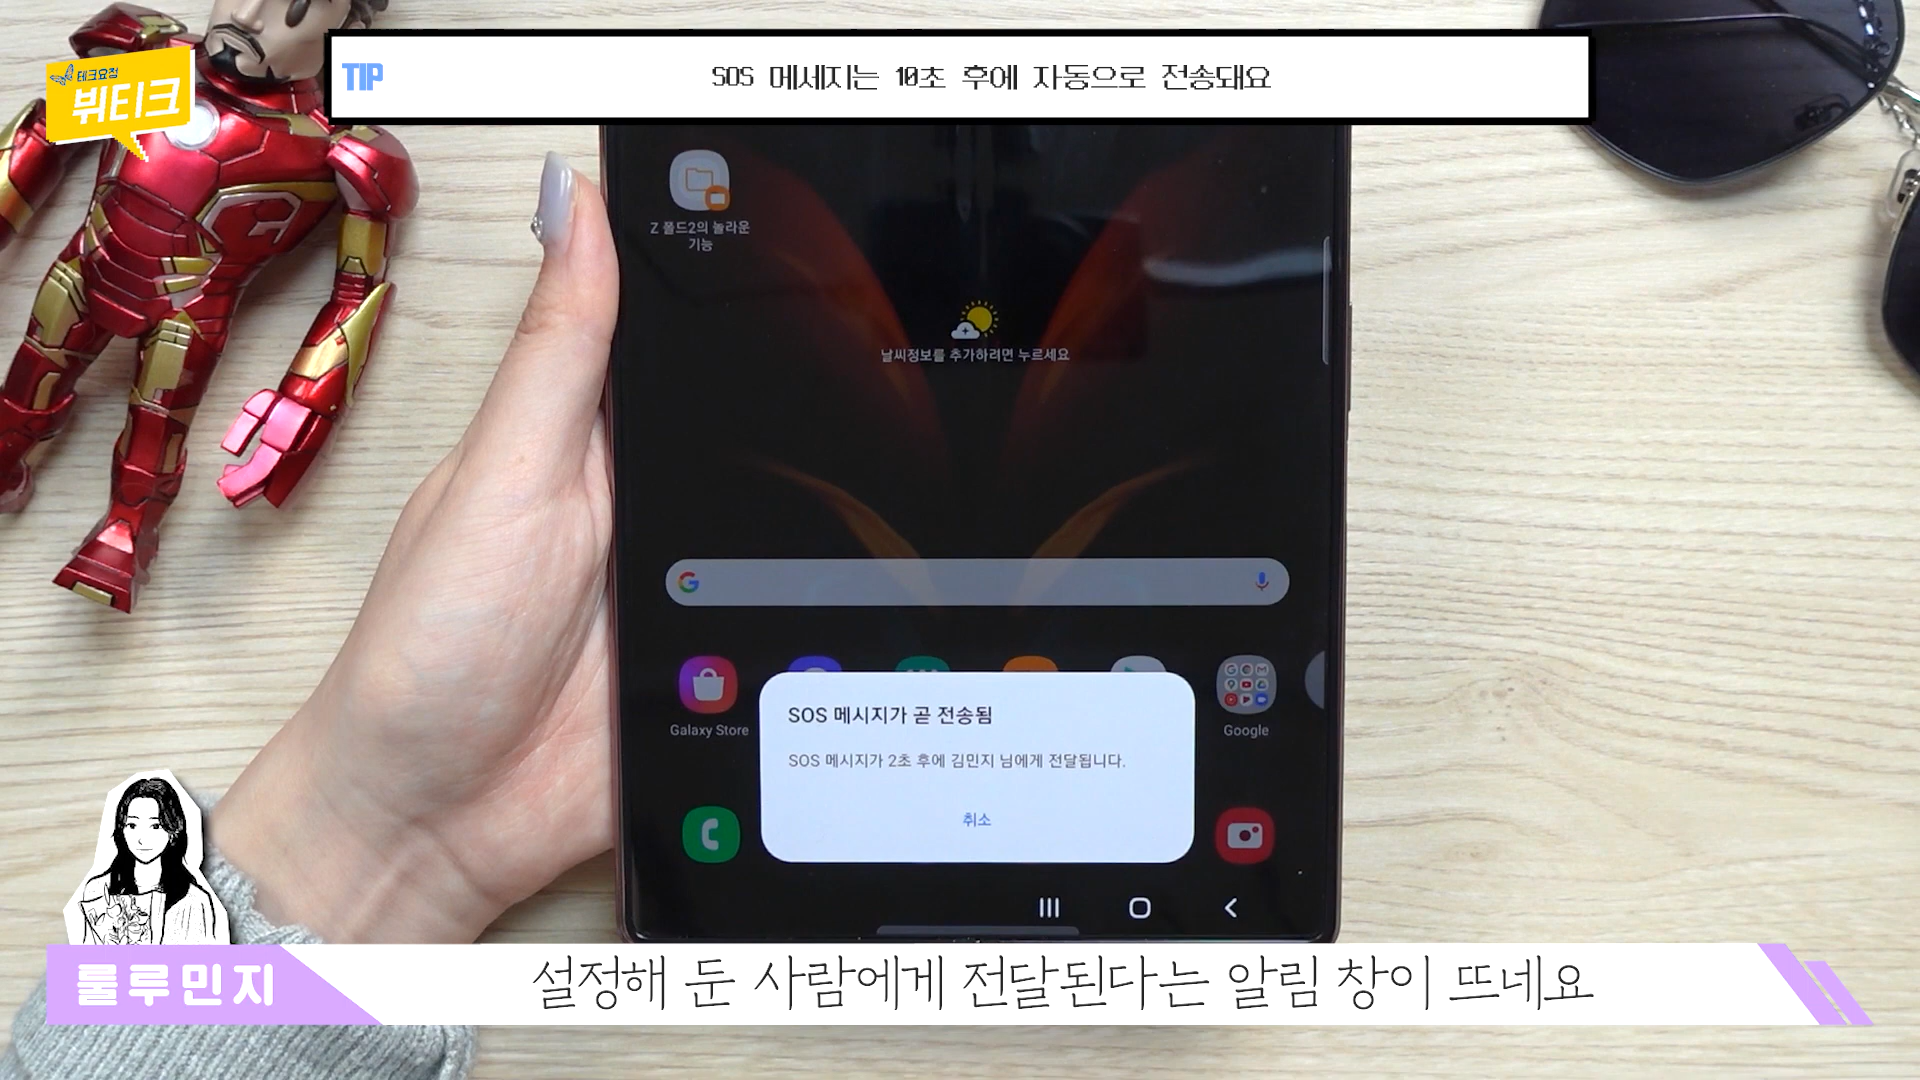 테크요정
뷔티크
TIP
SOS 메세지는 10초 후에 자동으로 전송돼요
Z 폴드2의 놀라운
기능
날씨정보를 추가하려면 누르세요
Galaxy Store
Google
SOS 메시지가 곧 전송됨
SOS 메시지가 2초 후에 김민지 님에게 전달됩니다.
취소
룰루민지
설정해 둔 사람에게 전달된다는 알림 창이 뜨네요